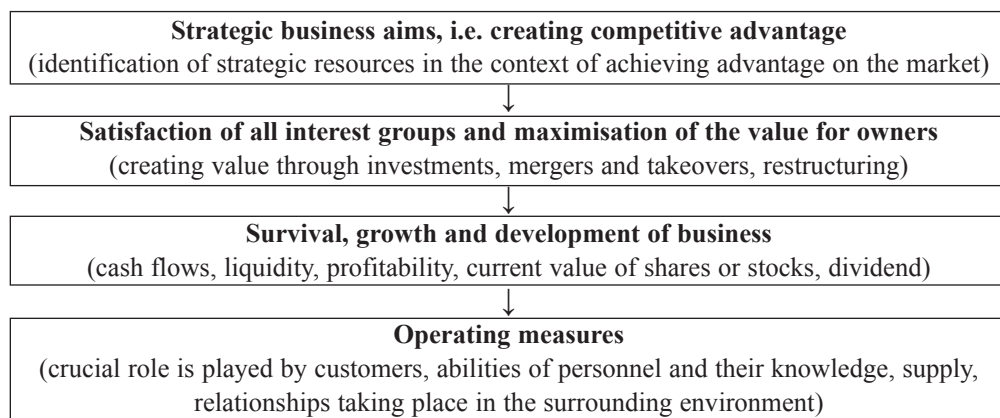 Strategic business aims, i.e. creating competitive advantage
(identification of strategic resources in the context of achieving advantage on the market)
Satisfaction of all interest groups and maximisation of the value for owners
(creating value through investments, mergers and takeovers, restructuring)
Survival, growth and development of business
(cash flows, liquidity, profitability, current value of shares or stocks, dividend)
Operating measures
(crucial role is played by customers, abilities of personnel and their knowledge, supply,
relationships taking place in the surrounding environment)